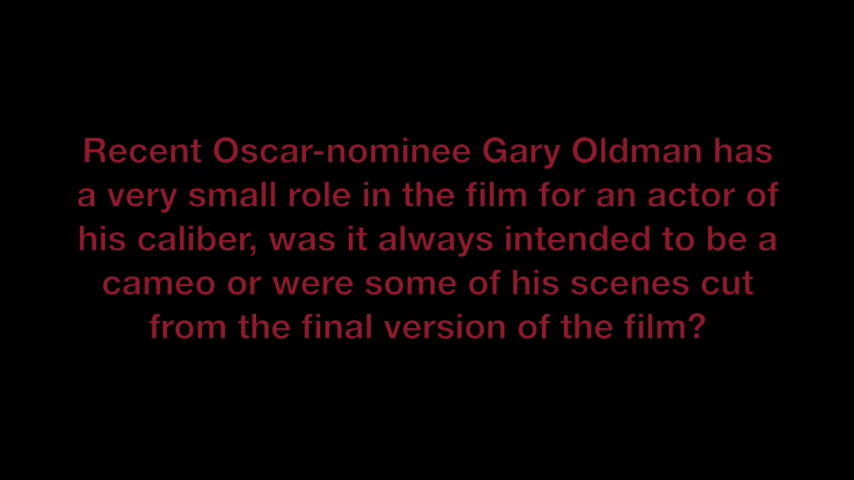 Recent Oscar-nominee Gary Oldman has
a very small role in the film for an actor of
his caliber, was it always intended to be a
cameo or were some of his scenes cut
from the final version of the film?